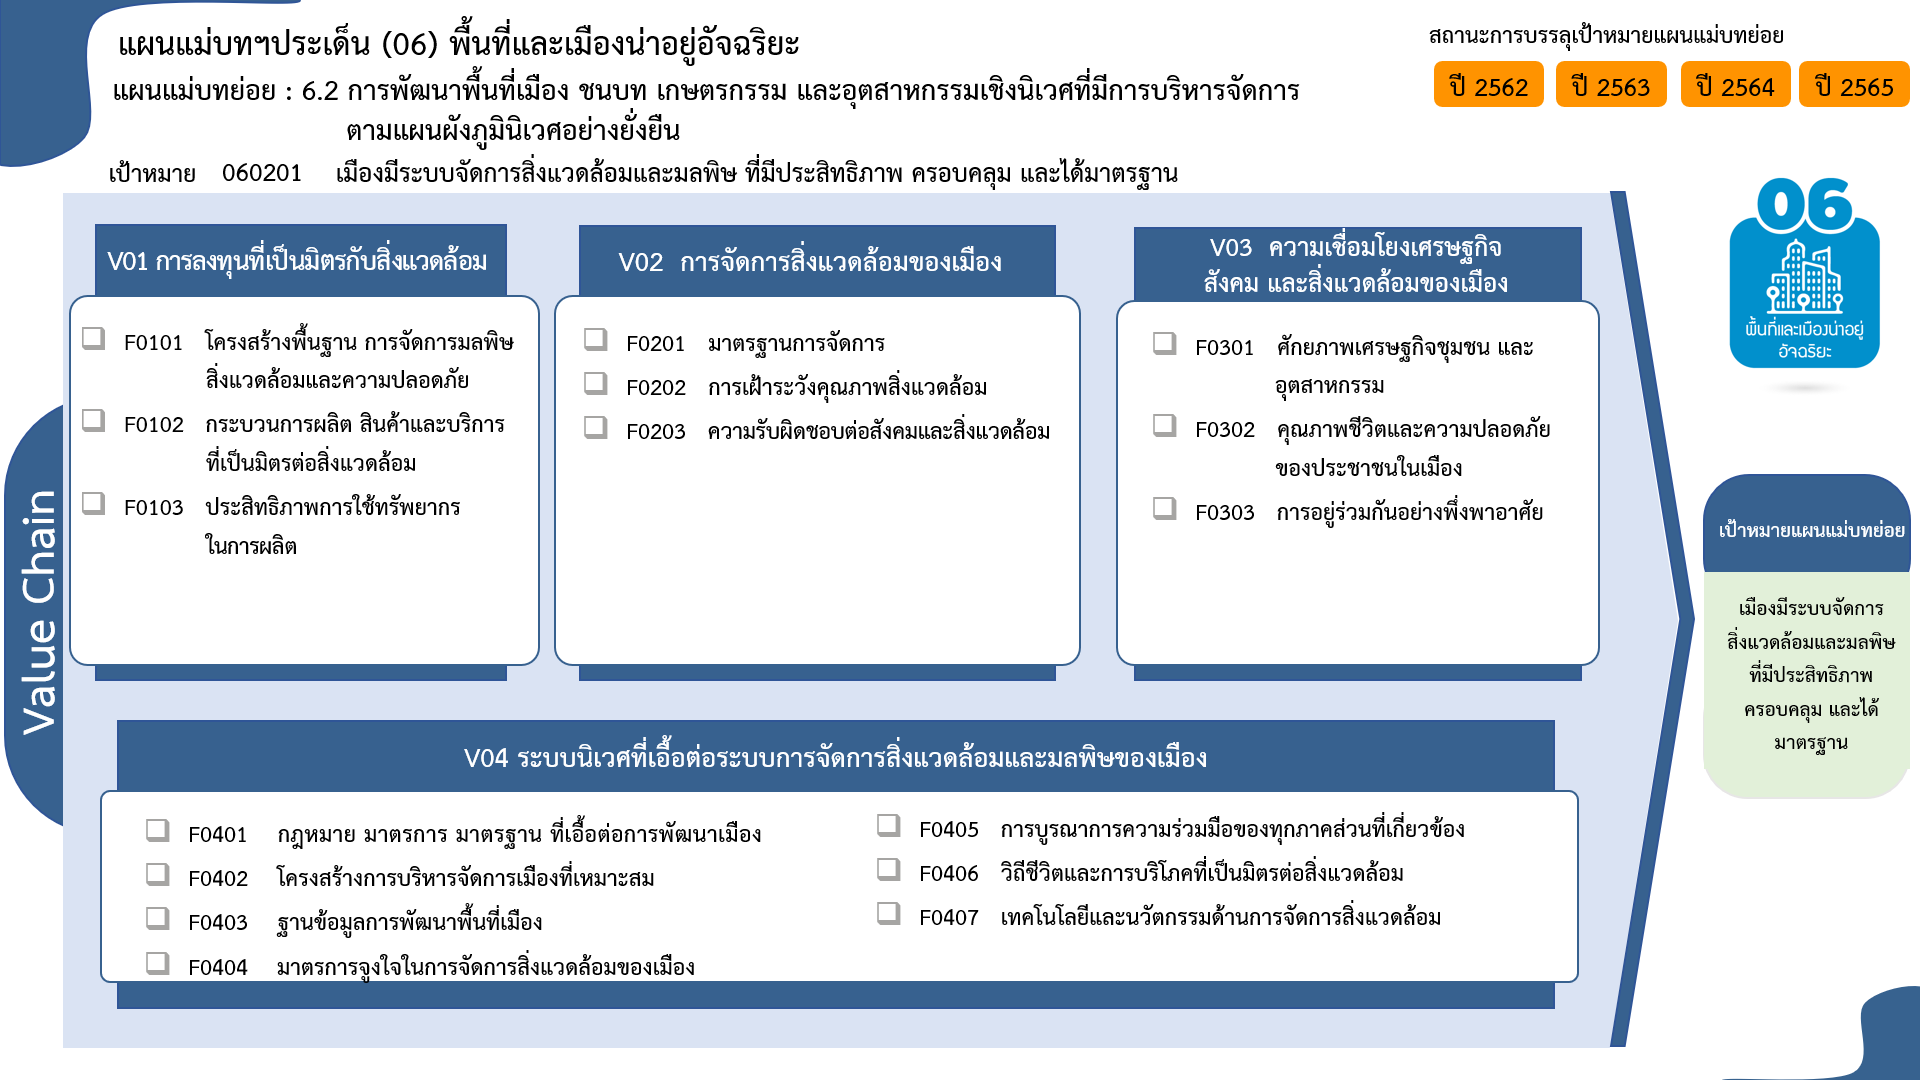 แผนแม่บทฯประเด็น (06) พื้นที่และเมืองน่าอยู่อัจฉริยะ
แผนแม่บทย่อย : 6.2 การพัฒนาพื้นที่เมือง ชนบท เกษตรกรรม และอุตสาหกรรมเชิงนิเวศที่มีการบริหารจัดการ
ตามแผนผังภูมินิเวศอย่างยั่งยืน
เป้าหมาย 060201 เมืองมีระบบจัดการสิ่งแวดล้อมและมลพิษ ที่มีประสิทธิภาพ ครอบคลุม และได้มาตรฐาน
สถานะการบรรลุเป้าหมายแผนแม่บทย่อย
ปี 2562 ปี 2563 ปี 2564 ปี 2565
06
พื้นที่และเมืองน่าอยู่
อัจฉริยะ
Value Chain
V01 การลงทุนที่เป็นมิตรกับสิ่งแวดล้อม
F0101 โครงสร้างพื้นฐาน การจัดการมลพิษ
สิ่งแวดล้อมและความปลอดภัย
F0102 กระบวนการผลิต สินค้าและบริการ
ที่เป็นมิตรต่อสิ่งแวดล้อม
F0103 ประสิทธิภาพการใช้ทรัพยากร
ในการผลิต
V02 การจัดการสิ่งแวดล้อมของเมือง
F0201 มาตรฐานการจัดการ
F0202 การเฝ้าระวังคุณภาพสิ่งแวดล้อม
F0203 ความรับผิดชอบต่อสังคมและสิ่งแวดล้อม
V03 ความเชื่อมโยงเศรษฐกิจ
สังคม และสิ่งแวดล้อมของเมือง
F0301 ศักยภาพเศรษฐกิจชุมชน และ
อุตสาหกรรม
F0302 คุณภาพชีวิตและความปลอดภัย
ของประชาชนในเมือง
F0303 การอยู่ร่วมกันอย่างพึ่งพาอาศัย
V04 ระบบนิเวศที่เอื้อต่อระบบการจัดการสิ่งแวดล้อมและมลพิษของเมือง
F0401 กฎหมาย มาตรการ มาตรฐาน ที่เอื้อต่อการพัฒนาเมือง
F0402 โครงสร้างการบริหารจัดการเมืองที่เหมาะสม
F0403 ฐานข้อมูลการพัฒนาพื้นที่เมือง
F0404 มาตรการจูงใจในการจัดการสิ่งแวดล้อมของเมือง
F0405 การบูรณาการความร่วมมือของทุกภาคส่วนที่เกี่ยวข้อง
F0406 วิถีชีวิตและการบริโภคที่เป็นมิตรต่อสิ่งแวดล้อม
F0407 เทคโนโลยีและนวัตกรรมด้านการจัดการสิ่งแวดล้อม
เป้าหมายแผนแม่บทย่อย
เมืองมีระบบจัดการ
สิ่งแวดล้อมและมลพิษ
ที่มีประสิทธิภาพ
ครอบคลุม และได้
มาตรฐาน